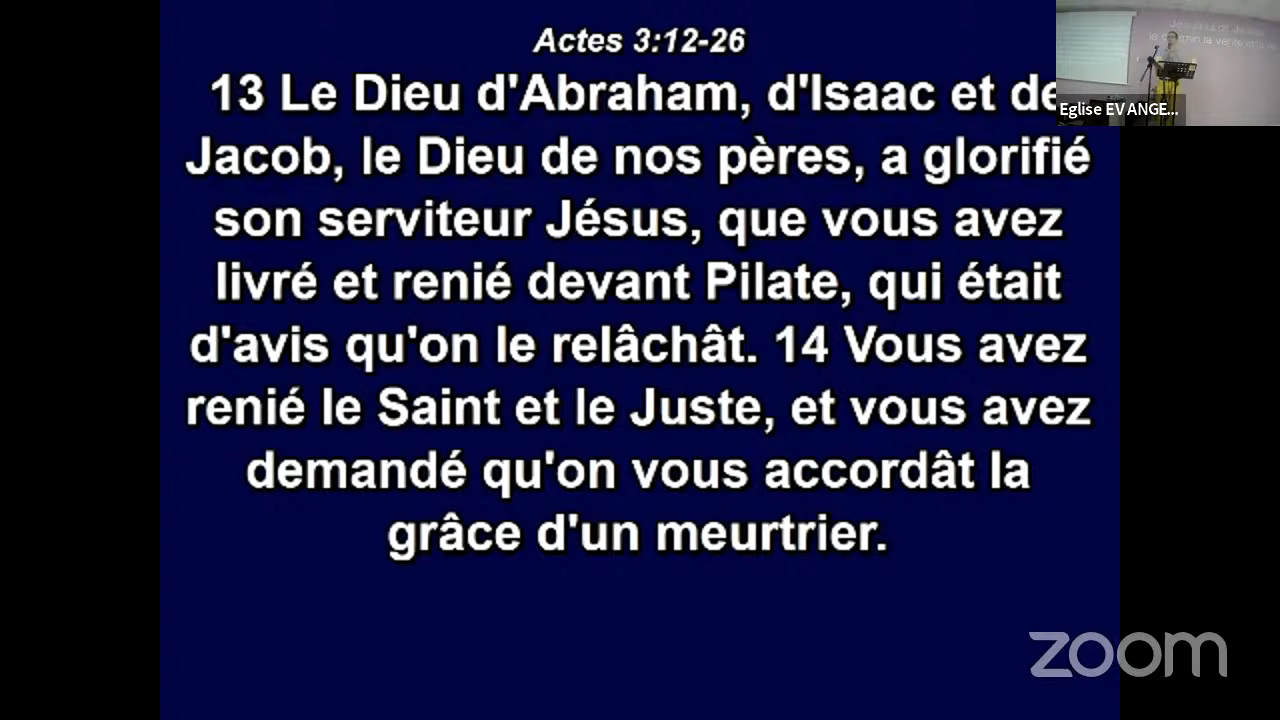 Actes 3:12-26
13 Le Dieu d'Abraham, d'Isaac et de
Jacob, le Dieu de nos pères, a glorifié
son serviteur Jésus, que vous avez
livré et renié devant Pilate, qui était
d'avis qu'on le relâchât. 14 Vous avez
renié le Saint et le Juste, et vous avez
demandé qu'on vous accordât la
grâce d'un meurtrier.
Eglise EVANGE...
zoom